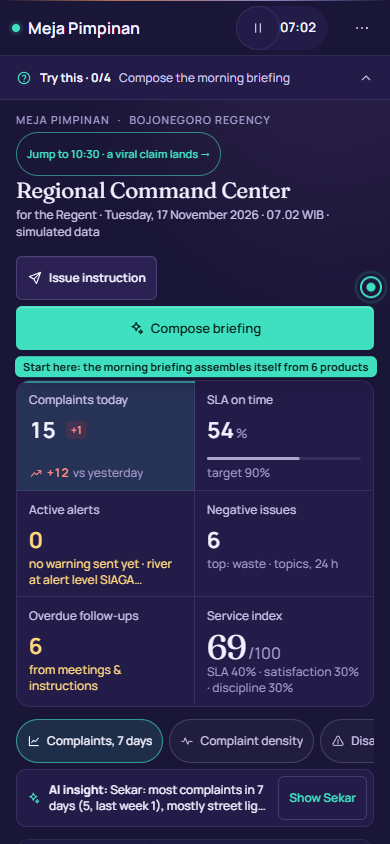 Meja Pimpinan
07:02
Try this · 0/4 Compose the morning briefing
MEJA PIMPINAN · BOJONEGORO REGENCY
Jump to 10:30 · a viral claim lands →
Regional Command Center
for the Regent · Tuesday, 17 November 2026 · 07.02 WIB ·
simulated data
Issue instruction
Compose briefing
Start here: the morning briefing assembles itself from 6 products
Complaints today
15 +1
+12 vs yesterday
SLA on time
54%
target 90%
Active alerts
0
no warning sent yet · river
at alert level SIAGA...
Negative issues
6
top: waste · topics, 24 h
Overdue follow-ups
6
from meetings &
instructions
Service index
69/100
SLA 40% · satisfaction 30%
· discipline 30%
Complaints, 7 days
Complaint density
Disa
AI insight: Sekar: most complaints in 7
days (5, last week 1), mostly street lig...
Show Sekar